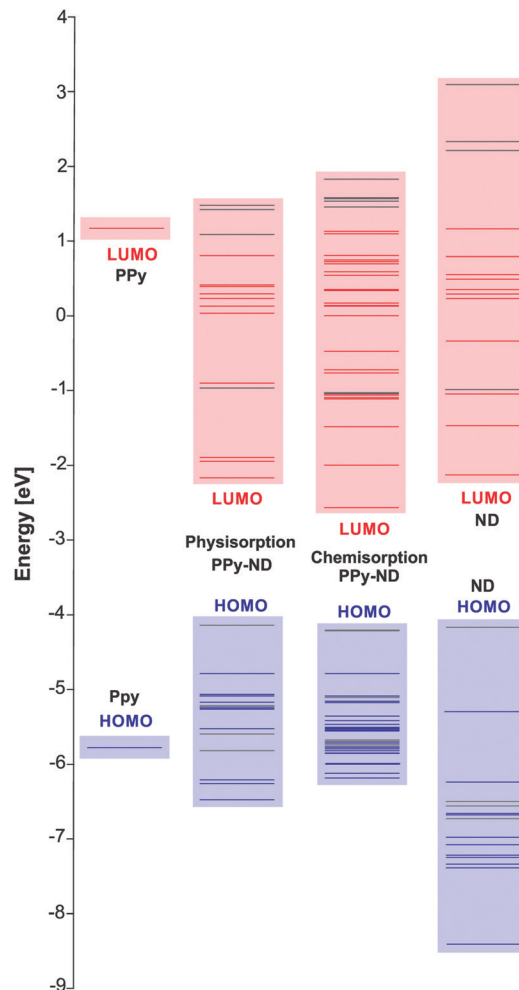 Energy [eV]
4
3
2
1
0
-1
-2
-3
-4
-5
-6
-7
-8
-9
LUMO
PPy
LUMO
Physisorption
PPy-ND
HOMO
LUMO
Chemisorption
PPy-ND
HOMO
LUMO
ND
ND
HOMO
Ppy
HOMO